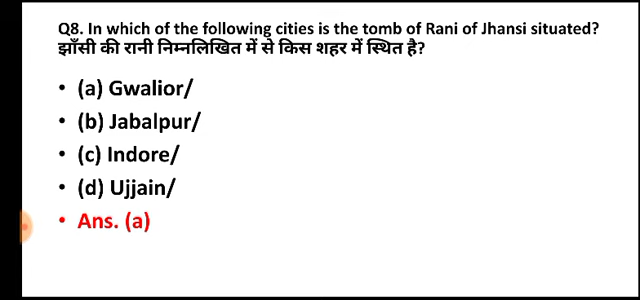 Q8. In which of the following cities is the tomb of Rani of Jhansi situated?
झाँसी की रानी निम्नलिखित में से किस शहर में स्थित है?
• (a) Gwalior/
• (b) Jabalpur/
• (c) Indore/
• (d) Ujjain/
• Ans. (a)